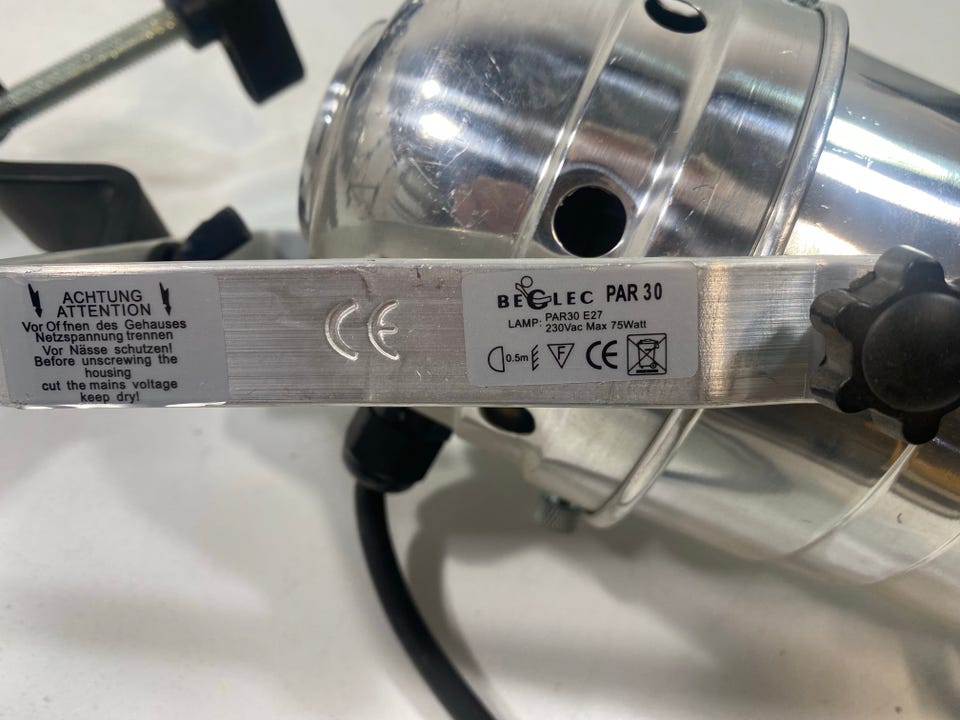 ACHTUNG
ATTENTION
Vor Offnen des Gehauses
Netzspannung trennen
Vor Nässe schutzen!
Before unscrewing the
housing
cut the mains voltage
keep dry!
CE
BEGLEC PAR 30
LAMP: PAR30 E27
230Vac Max 75Watt
0.5m F CE